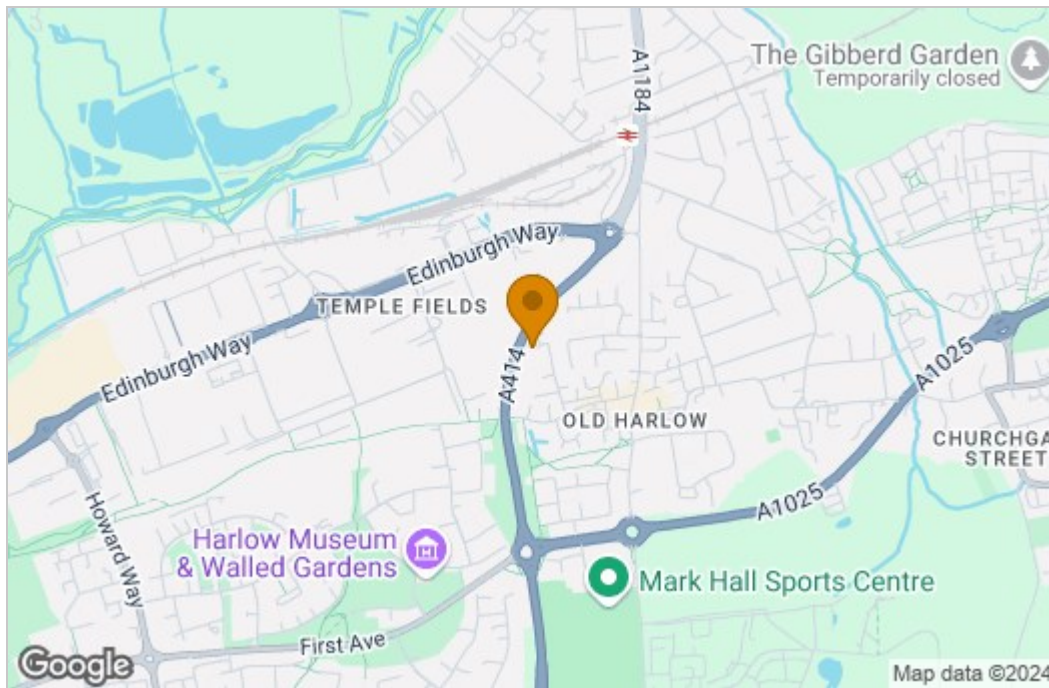 The Gibberd Garden
Temporarily closed
A1184
Edinburgh Way
TEMPLE FIELDS
Edinburgh Way
A414
A1025
OLD HARLOW
CHURCHGA
STREET
A1025
Howard Way
Harlow Museum
& Walled Gardens
Mark Hall Sports Centre
First Ave
Google
Map data ©2024